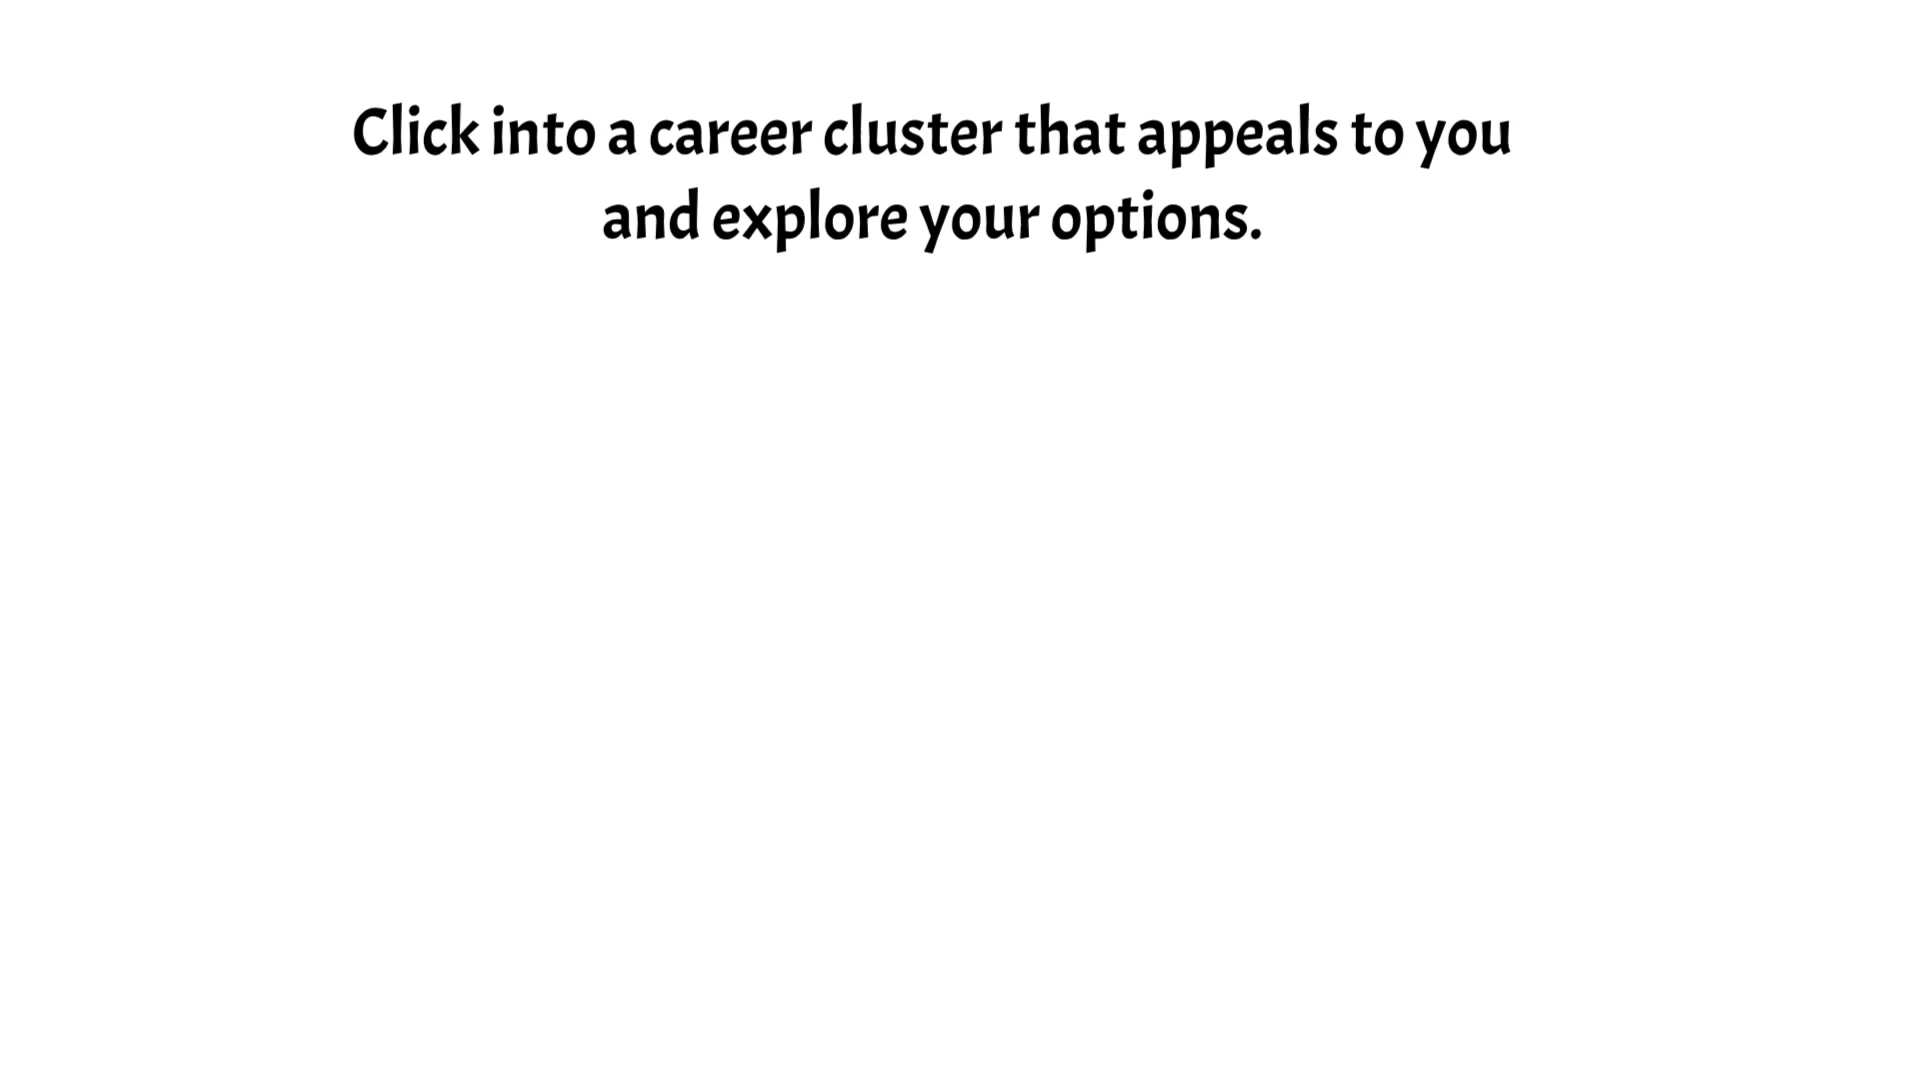 Click into a career cluster that appeals to you
and explore your options.